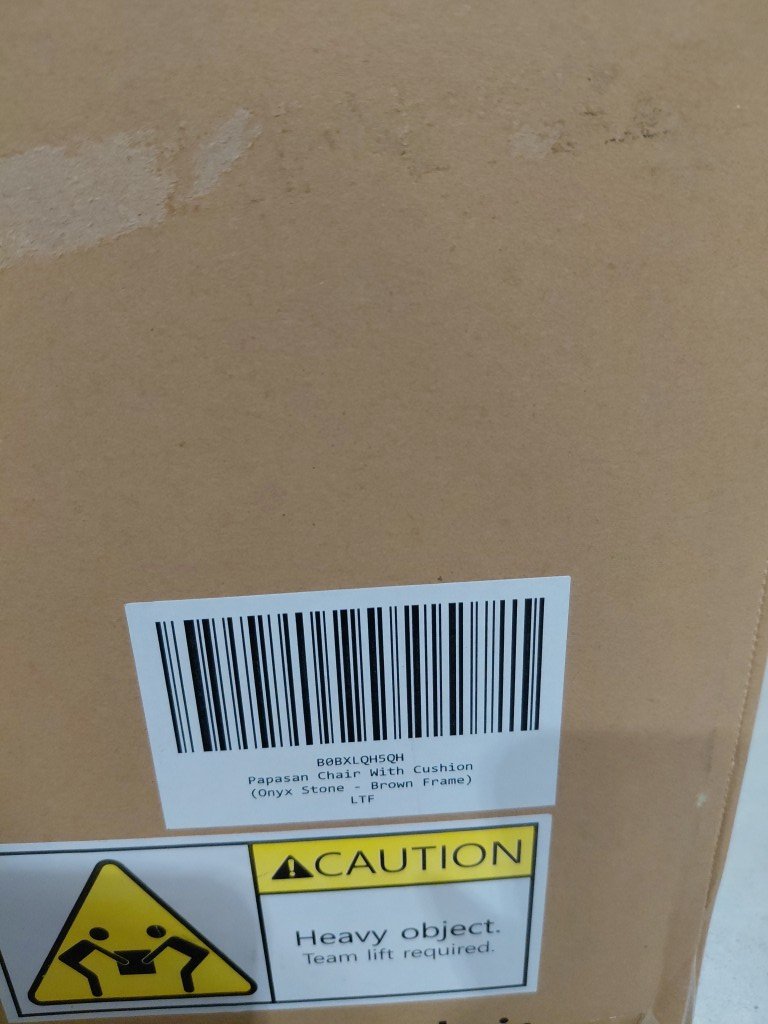 B0BXLQH5QH
Papasan Chair With Cushion
(Onyx Stone - Brown Frame)
LTF
CAUTION
Heavy object.
Team lift required.